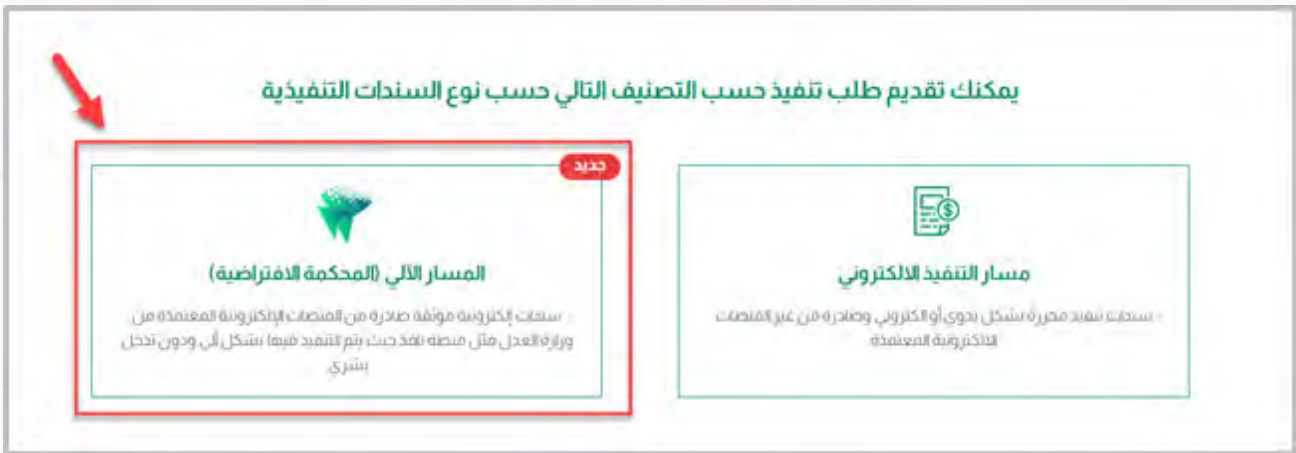 يمكنك تقديم طلب تنفيذ حسب التصنيف التالي حسب نوع السندات التنفيذية
مسار التنفيذ الالكتروني
سندات تنفيذ محررة بشكل يدوي أو الكتروني وصادرة من غير المنصات
الالكترونية المعتمدة
جديد
المسار الآلي (المحكمة الافتراضية)
سندات إلكترونية موثقة صادرة من المنصات الإلكترونية المعتمدة من
وزارة العدل مثل منصة نافذ حيث يتم التنفيذ فيها بشكل آلي ودون تدخل
بشري